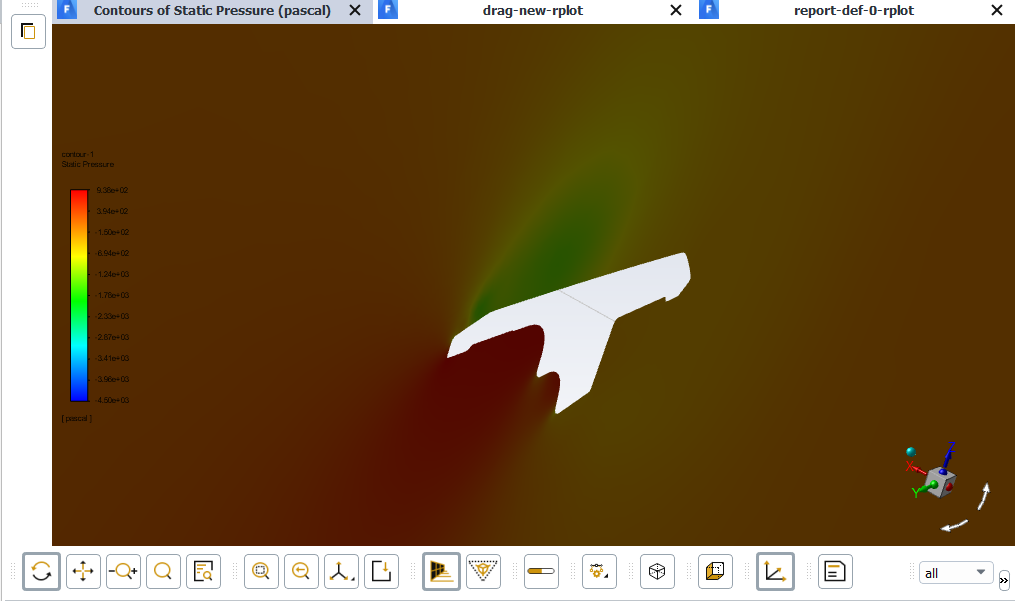 Contours of Static Pressure (pascal)
drag-new-rplot
report-def-0-rplot
contour-1
Static Pressure
9.38e+02
3.94e+02
-1.50e+02
-6.94e+02
-1.24e+03
-1.78e+03
-2.33e+03
-2.87e+03
-3.41e+03
-3.96e+03
-4.50e+03
[ pascal ]
Z
X
Y
all